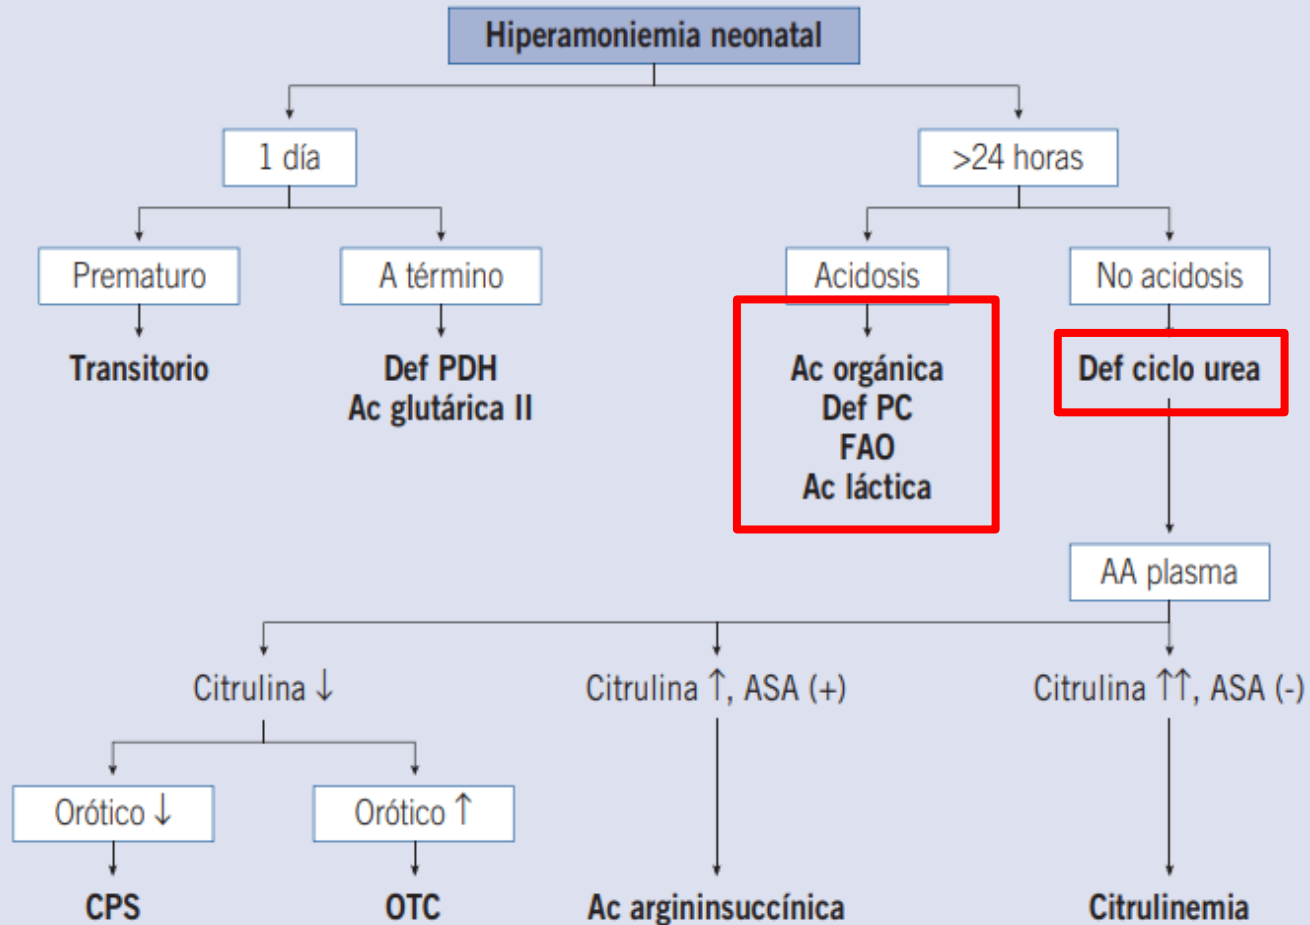 Hiperamoniemia neonatal
1 día
>24 horas
Prematuro
A término
Acidosis
No acidosis
Transitorio
Def PDH
Ac glutárica II
Ac orgánica
Def PC
FAO
Ac láctica
Def ciclo urea
AA plasma
Citrulina ↓
Citrulina ↑, ASA (+)
Citrulina ↑↑, ASA (-)
Orótico ↓
Orótico ↑
CPS
OTC
Ac argininsuccínica
Citrulinemia